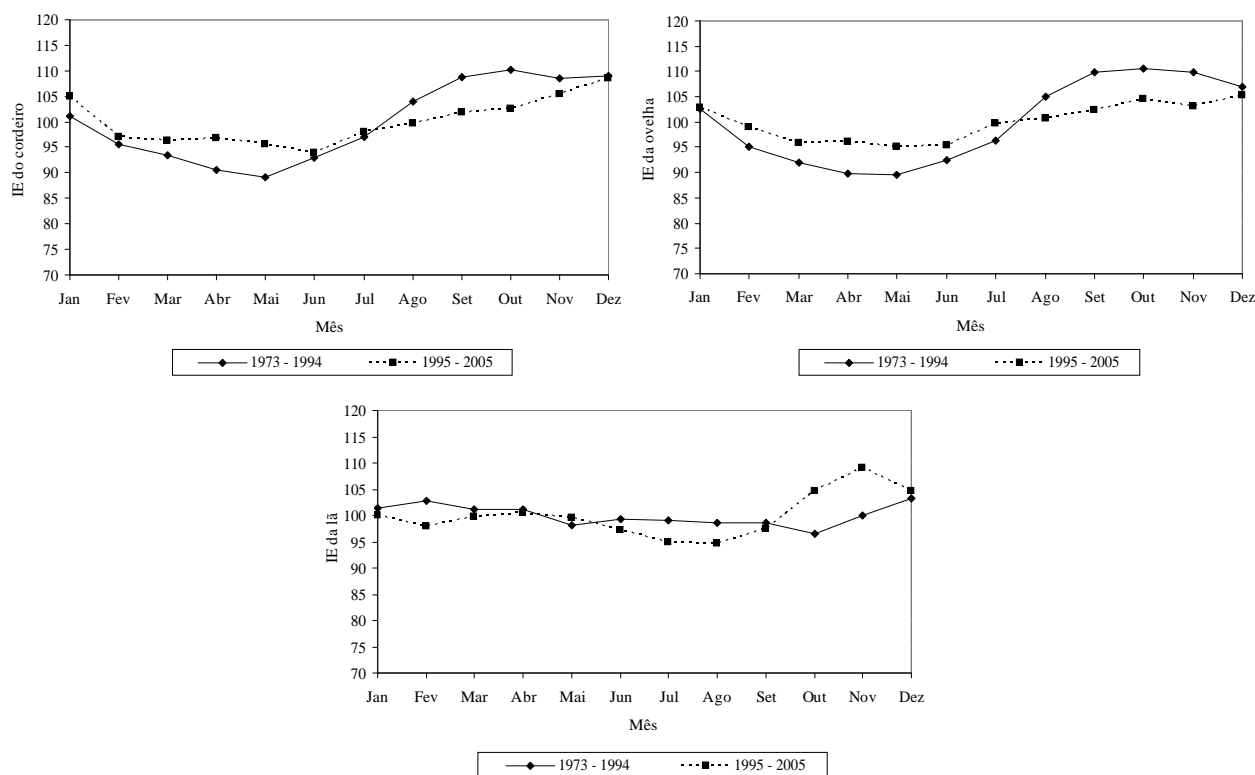 IE do cordeiro
120
115
110
105
100
95
90
85
80
75
70
Jan Fev Mar Abr Mai Jun Jul Ago Set Out Nov Dez
Mês
1973 - 1994 1995 - 2005
IE da ovelha
120
115
110
105
100
95
90
85
80
75
70
Jan Fev Mar Abr Mai Jun Jul Ago Set Out Nov Dez
Mês
1973 - 1994 1995 - 2005
IE da lã
120
115
110
105
100
95
90
85
80
75
70
Jan Fev Mar Abr Mai Jun Jul Ago Set Out Nov Dez
Mês
1973 - 1994 1995 - 2005